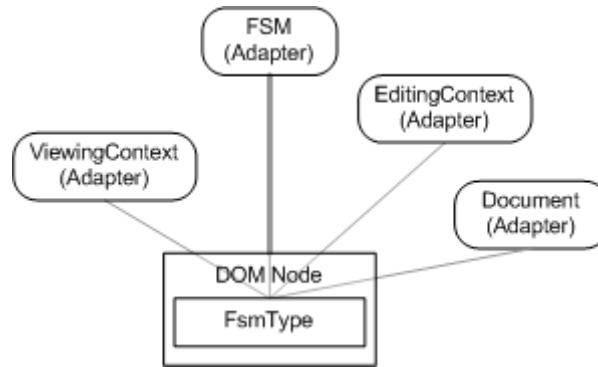 FSM
(Adapter)
EditingContext
(Adapter)
ViewingContext
(Adapter)
Document
(Adapter)
DOM Node
FsmType